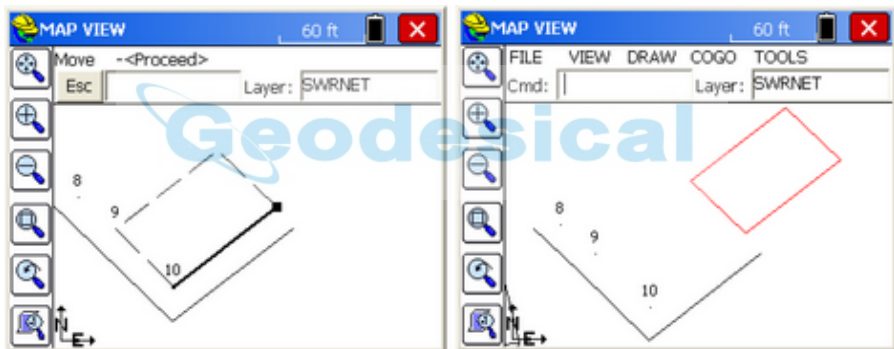 MAP VIEW 60 ft
Move -<Proceed>
Esc Layer: SWRNET
8
9
10
N
E
MAP VIEW 60 ft
FILE VIEW DRAW COGO TOOLS
Cmd: Layer: SWRNET
8
9
10
N
E
Geodesical